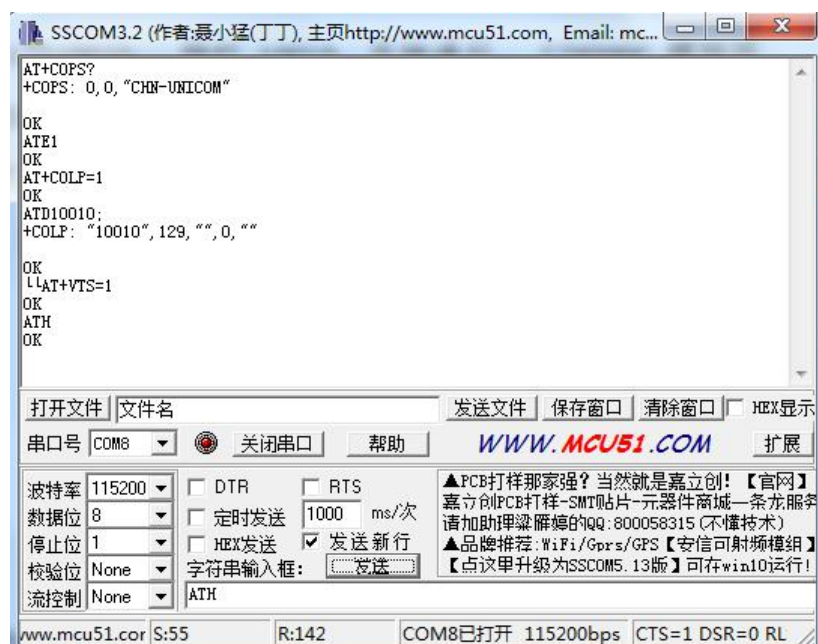 SSCOM3.2 (作者:聂小猛(丁丁), 主页http://www.mcu51.com, Email: mc...
AT+COPS?
+COPS: 0,0,"CHN-UNICOM"
OK
ATE1
OK
AT+COLP=1
OK
ATD10010;
+COLP: "10010",129,"",0,""
OK
└└AT+VTS=1
OK
ATH
OK
打开文件 文件名 发送文件 保存窗口 清除窗口 HEX显示
串口号 COM8 关闭串口 帮助 WWW.MCU51.COM 扩展
波特率 115200 DTR RTS
数据位 8 定时发送 1000 ms/次
停止位 1 HEX发送 发送新行
校验位 None 字符串输入框: 发送
流控制 None ATH
▲PCB打样那家强?当然就是嘉立创!【官网】
嘉立创PCB打样-SMT贴片-元器件商城—条龙服务
请加助理梁雁婷的QQ:800058315(不懂技术)
▲品牌推荐:WiFi/Gprs/GPS【安信可射频模组】
【点这里升级为SSCOM5.13版】可在win10运行!
www.mcu51.cor S:55 R:142 COM8已打开 115200bps CTS=1 DSR=0 RL